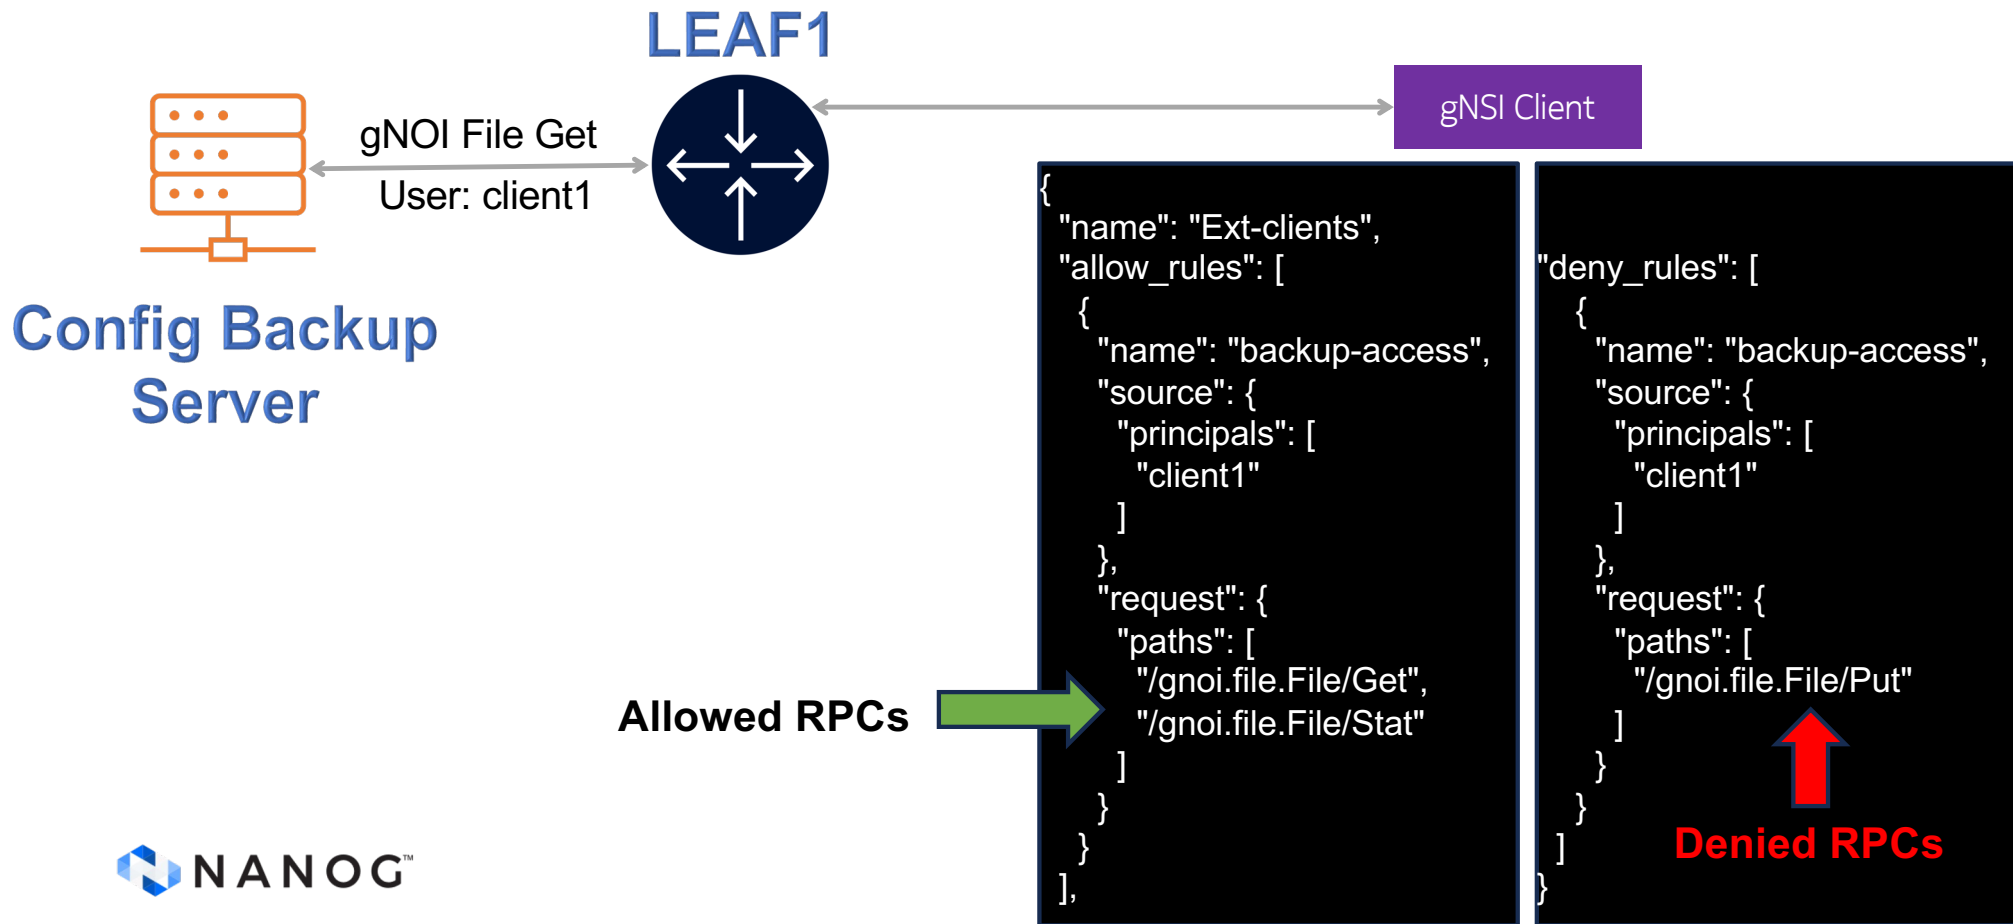 LEAF1
gNOI File Get
User: client1
gNSI Client
Config Backup
Server
{
"name": "Ext-clients",
"allow_rules": [
{
"name": "backup-access",
"source": {
"principals": [
"client1"
]
},
"request": {
"paths": [
"/gnoi.file.File/Get",
"/gnoi.file.File/Stat"
]
}
}
],
"deny_rules": [
{
"name": "backup-access",
"source": {
"principals": [
"client1"
]
},
"request": {
"paths": [
"/gnoi.file.File/Put"
]
}
}
]
}
Allowed RPCs
Denied RPCs
NANOG™